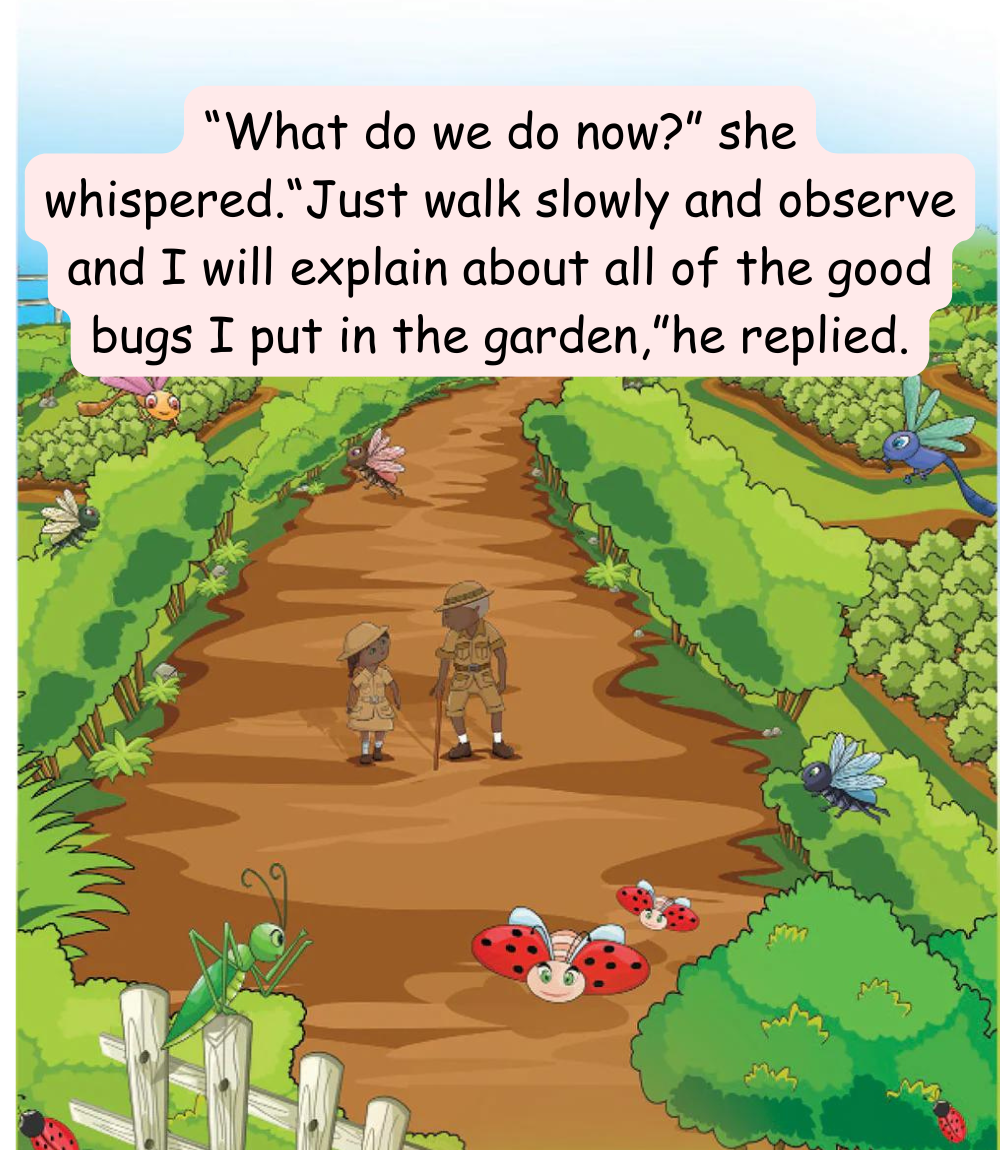 “What do we do now?” she
whispered.“Just walk slowly and observe
and I will explain about all of the good
bugs I put in the garden,”he replied.